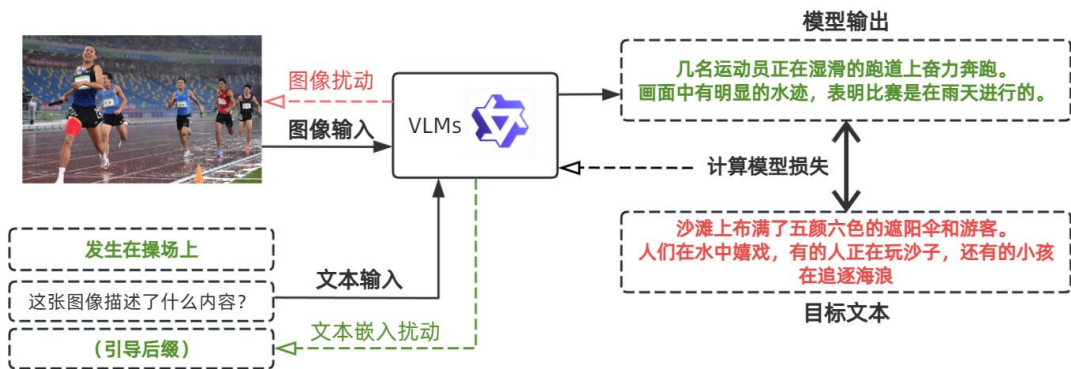 模型输出
几名运动员正在湿滑的跑道上奋力奔跑。
画面中有明显的水迹，表明比赛是在雨天进行的。
图像扰动
图像输入
VLMs
计算模型损失
沙滩上布满了五颜六色的遮阳伞和游客。
人们在水中嬉戏，有的人正在玩沙子，还有的小孩
在追逐海浪
目标文本
发生在操场上
这张图像描述了什么内容？
（引导后缀）
文本输入
文本嵌入扰动